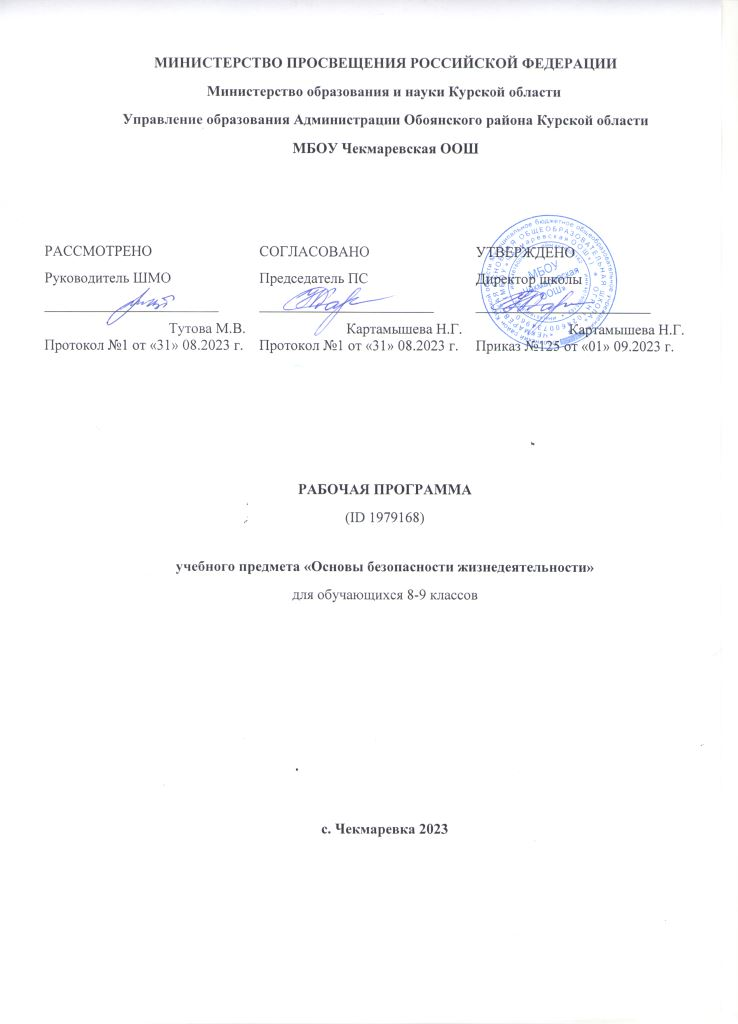 МИНИСТЕРСТВО ПРОСВЕЩЕНИЯ РОССИЙСКОЙ ФЕДЕРАЦИИ
Министерство образования и науки Курской области
Управление образования Администрации Обоянского района Курской области
МБОУ Чекмаревская ООШ
РАССМОТРЕНО
Руководитель ШМО
Тутова М.В.
Протокол №1 от «31» 08.2023 г.
СОГЛАСОВАНО
Председатель ПС
Картамышева Н.Г.
Протокол №1 от «31» 08.2023 г.
УТВЕРЖДЕНО
Директор школы
Картамышева Н.Г.
Приказ №125 от «01» 09.2023 г.
МБОУ
«Чекмаревская
ООШ»
РАБОЧАЯ ПРОГРАММА
(ID 1979168)
учебного предмета «Основы безопасности жизнедеятельности»
для обучающихся 8-9 классов
с. Чекмаревка 2023